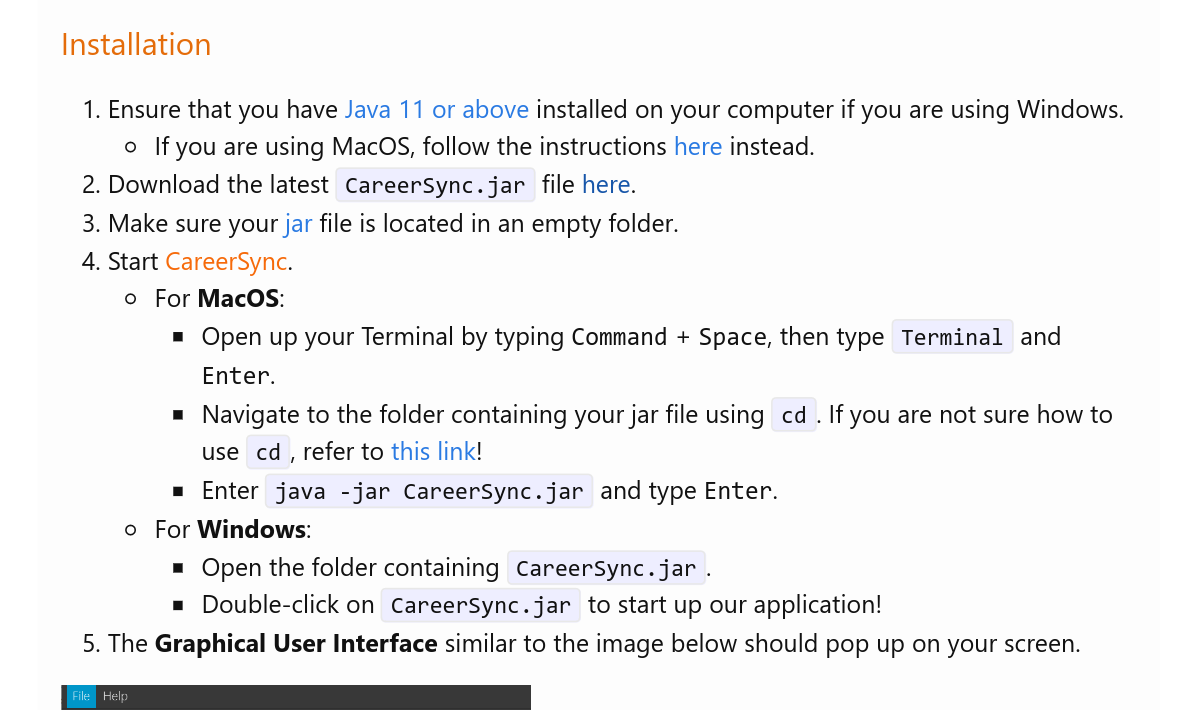 Installation
1. Ensure that you have Java 11 or above installed on your computer if you are using Windows.
If you are using MacOS, follow the instructions here instead.
2. Download the latest CareerSync.jar file here.
3. Make sure your jar file is located in an empty folder.
4. Start CareerSync.
For MacOS:
Open up your Terminal by typing Command + Space, then type Terminal and
Enter.
Navigate to the folder containing your jar file using cd. If you are not sure how to
use cd, refer to this link!
Enter java -jar CareerSync.jar and type Enter.
For Windows:
Open the folder containing CareerSync.jar.
Double-click on CareerSync.jar to start up our application!
5. The Graphical User Interface similar to the image below should pop up on your screen.
File Help